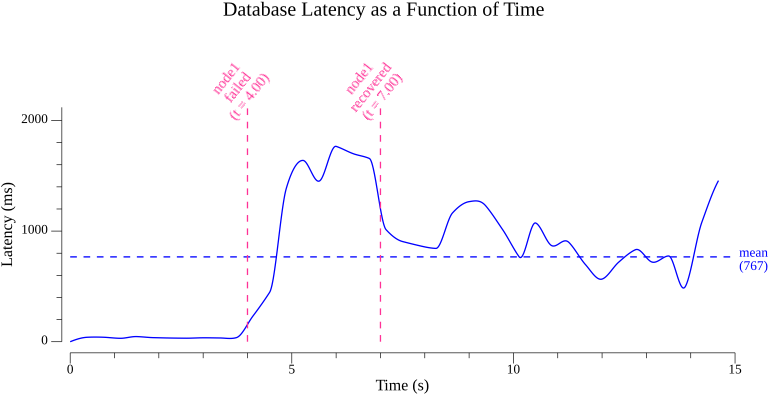 Database Latency as a Function of Time
node1
failed
(t = 4.00)
node1
recovered
(t = 7.00)
2000
1000
0
Latency (ms)
mean
(767)
0
5
10
15
Time (s)